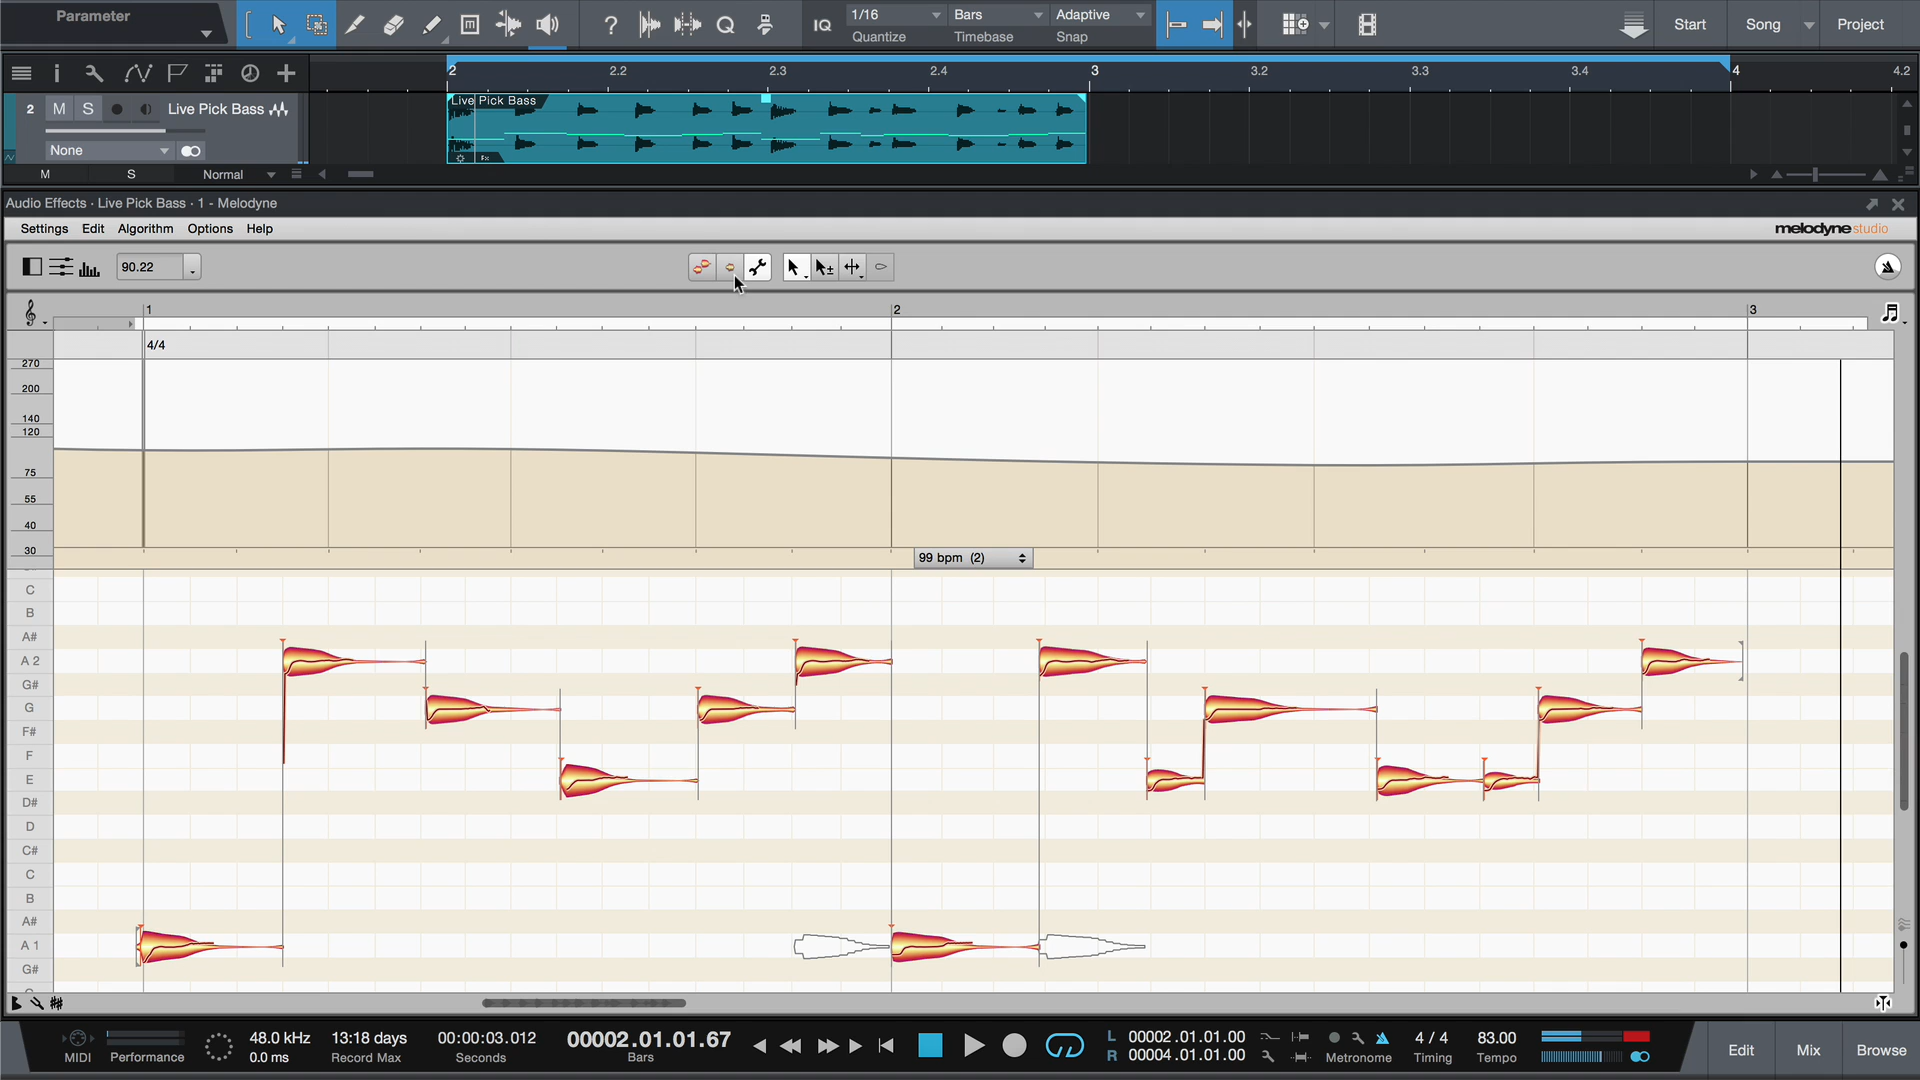 Parameter
IQ
1/16
Quantize
Bars
Timebase
Adaptive
Snap
Start
Song
Project
2
2.2
2.3
2.4
3
3.2
3.3
3.4
4
4.2
2
M
S
Live Pick Bass
Live Pick Bass
None
M
S
Normal
Audio Effects · Live Pick Bass · 1 - Melodyne
Settings
Edit
Algorithm
Options
Help
melodyne studio
90.22
1
2
3
4/4
270
200
140
120
75
55
40
30
99 bpm (2)
C
B
A#
A 2
G#
G
F#
F
E
D#
D
C#
C
B
A#
A 1
G#
MIDI
Performance
48.0 kHz
0.0 ms
13:18 days
Record Max
00:00:03.012
Seconds
00002.01.01.67
Bars
L 00002.01.01.00
R 00004.01.01.00
Metronome
4 / 4
Timing
83.00
Tempo
Edit
Mix
Browse